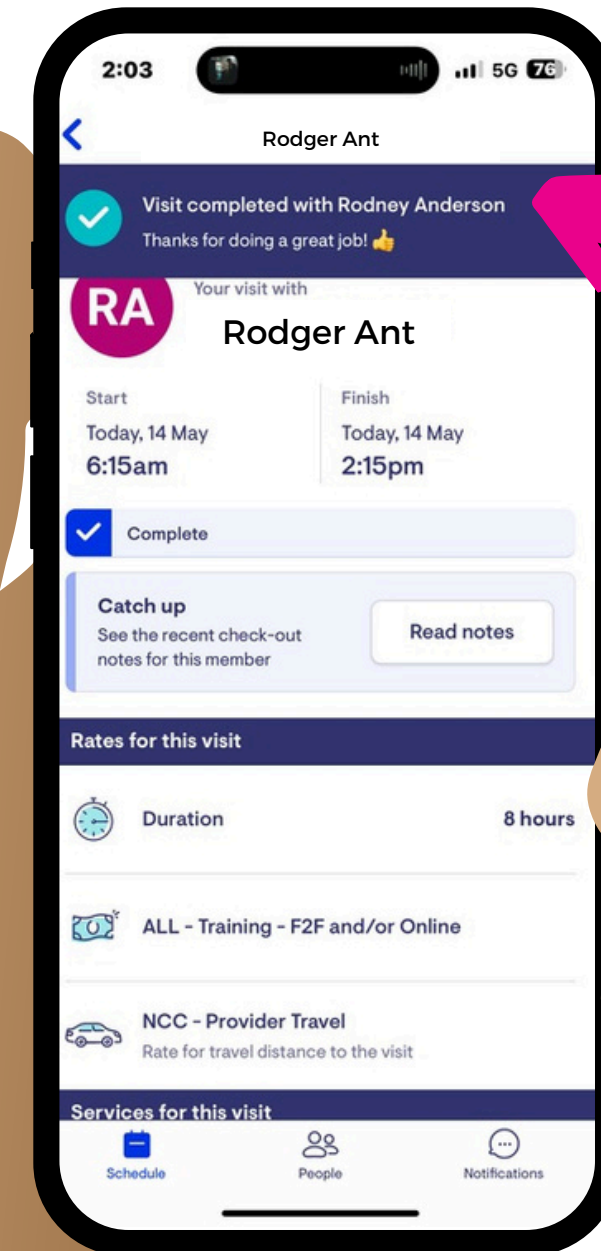 2:03
5G 76
Rodger Ant
Visit completed with Rodney Anderson
Thanks for doing a great job! 👍
RA
Your visit with
Rodger Ant
Start
Finish
Today, 14 May
Today, 14 May
6:15am
2:15pm
Complete
Catch up
See the recent check-out
notes for this member
Read notes
Rates for this visit
Duration
8 hours
ALL - Training - F2F and/or Online
NCC - Provider Travel
Rate for travel distance to the visit
Services for this visit
Schedule
People
Notifications